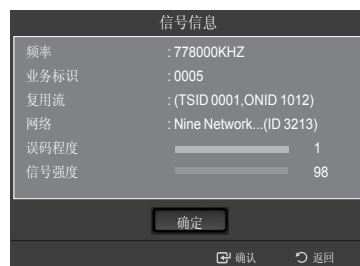 信号信息
频率 : 778000KHZ
业务标识 : 0005
复用流 : (TSID 0001,ONID 1012)
网络 : Nine Network...(ID 3213)
误码程度 1
信号强度 98
确定
确认 返回